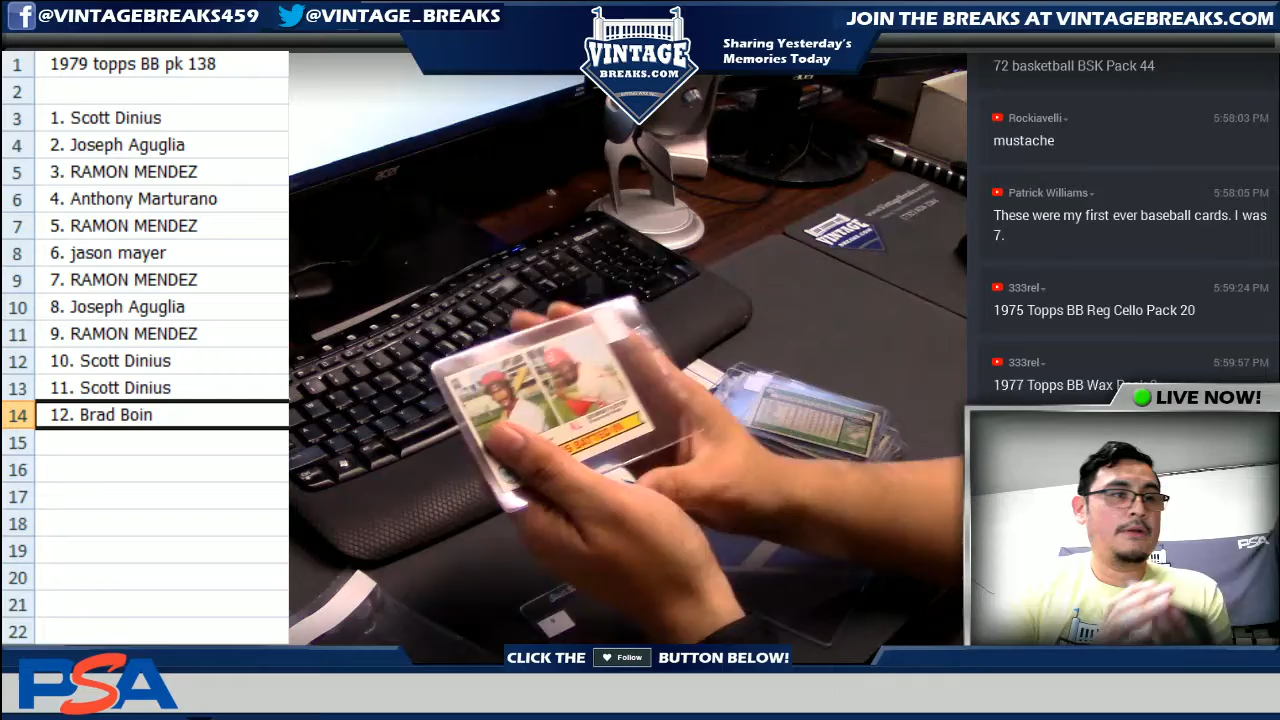 @VINTAGEBREAKS459
@VINTAGE_BREAKS
VINTAGE
BREAKS.COM
Sharing Yesterday's
Memories Today
JOIN THE BREAKS AT VINTAGEBREAKS.COM
1 1979 topps BB pk 138
2
3 1. Scott Dinius
4 2. Joseph Aguglia
5 3. RAMON MENDEZ
6 4. Anthony Marturano
7 5. RAMON MENDEZ
8 6. jason mayer
9 7. RAMON MENDEZ
10 8. Joseph Aguglia
11 9. RAMON MENDEZ
12 10. Scott Dinius
13 11. Scott Dinius
14 12. Brad Boin
15
16
17
18
19
20
21
22
acer
VINTAGE
BATTED IN
72 basketball BSK Pack 44
Rockiavelli 5:58:03 PM
mustache
Patrick Williams 5:58:05 PM
These were my first ever baseball cards. I was
7.
333rel 5:59:24 PM
1975 Topps BB Reg Cello Pack 20
333rel 5:59:57 PM
1977 Topps BB Wax
LIVE NOW!
PSA
CLICK THE Follow BUTTON BELOW!
PSA